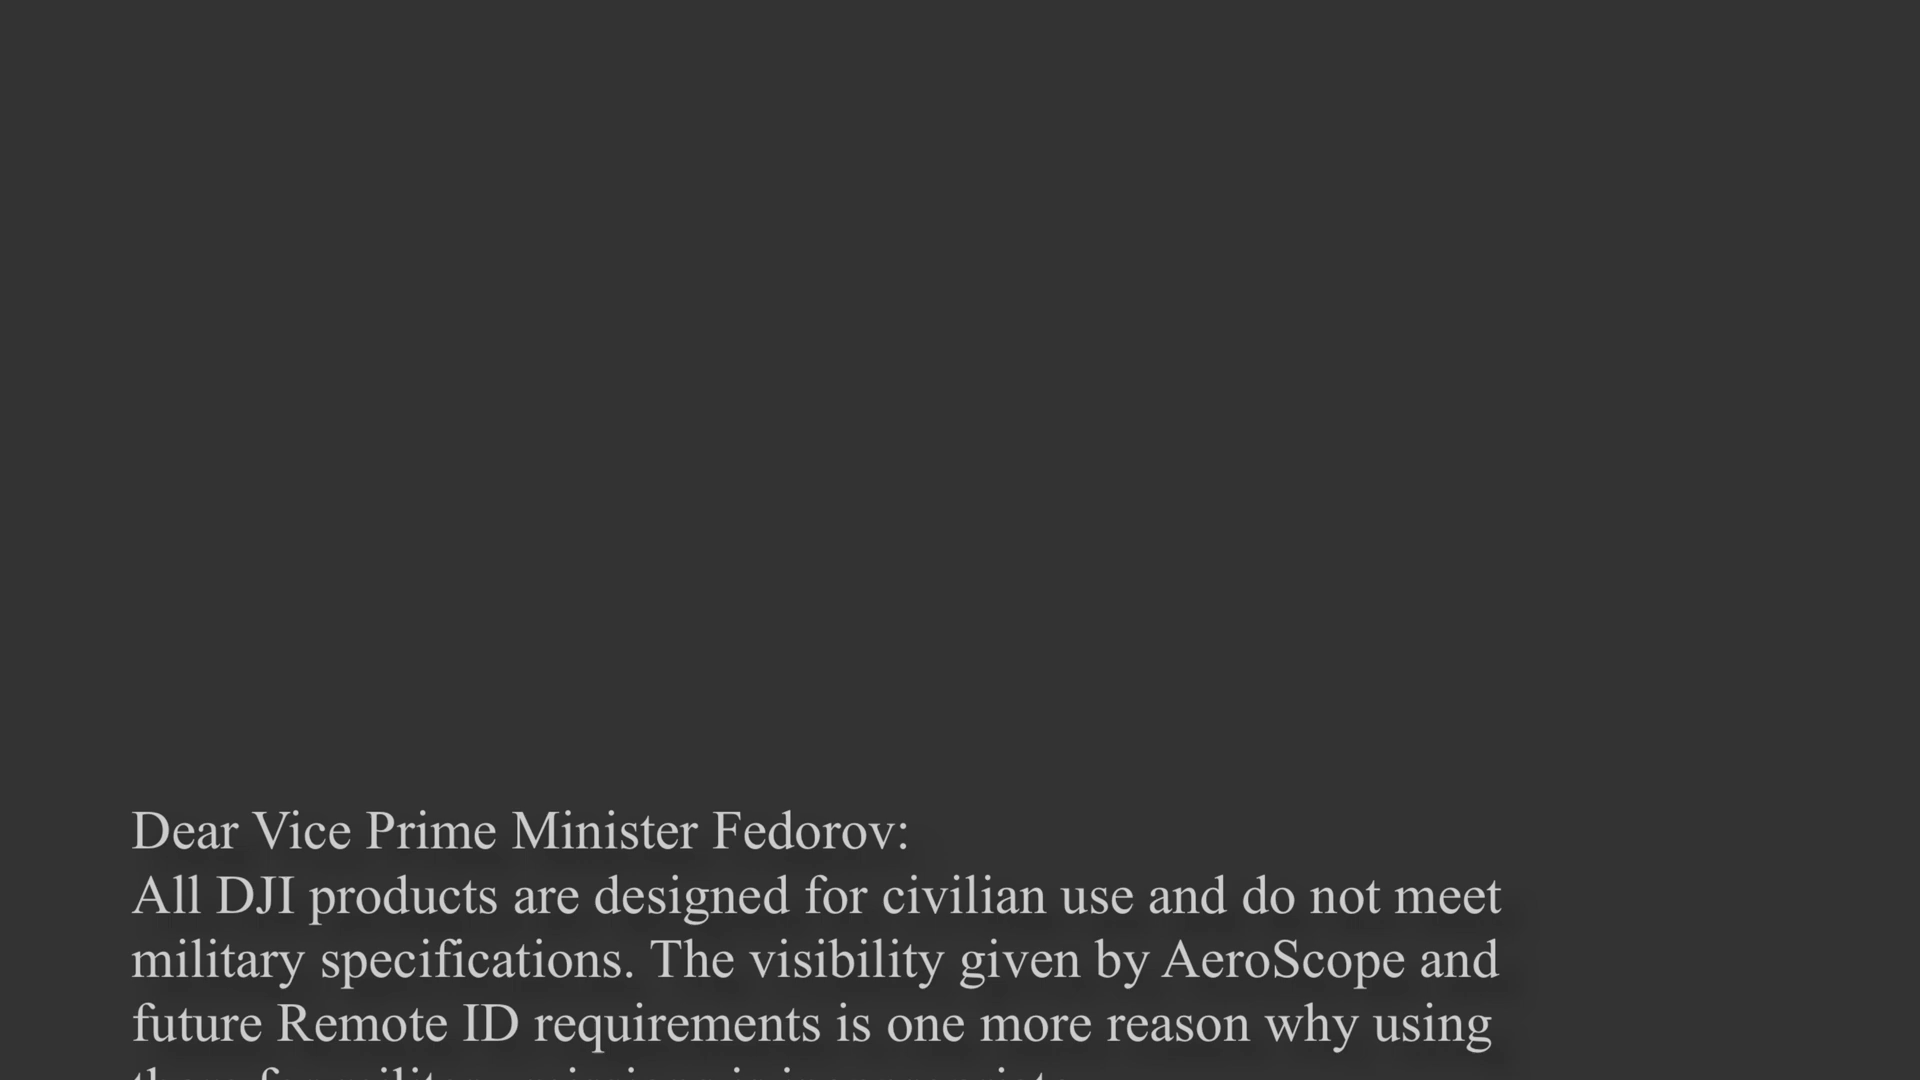 Dear Vice Prime Minister Fedorov:
All DJI products are designed for civilian use and do not meet
military specifications. The visibility given by AeroScope and
future Remote ID requirements is one more reason why using